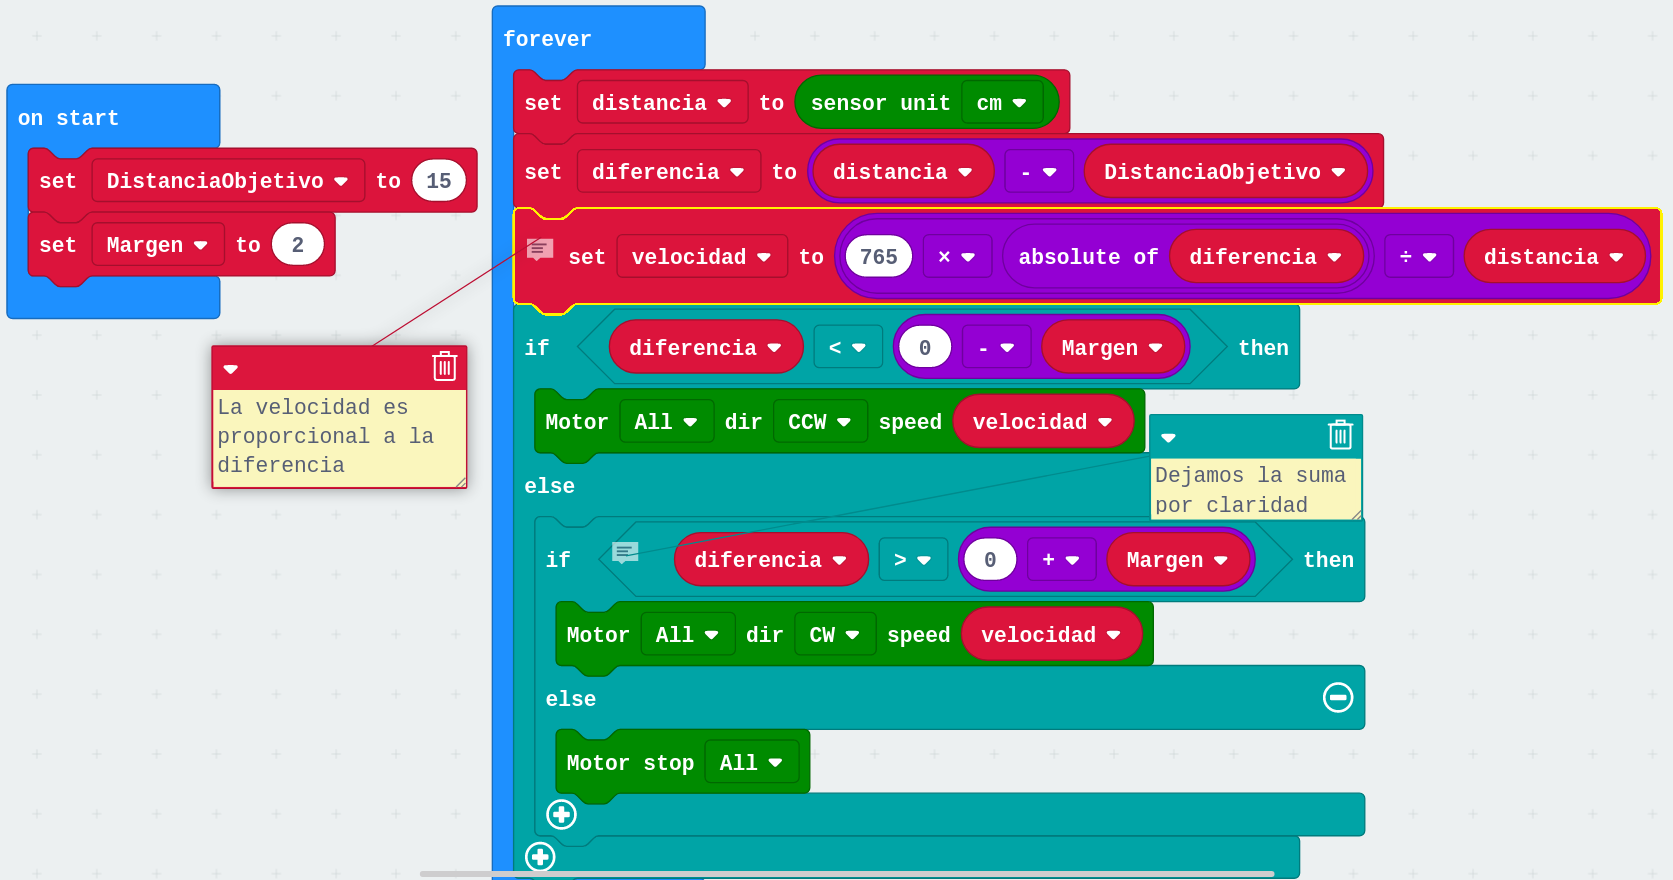 on start
set DistanciaObjetivo to 15
set Margen to 2
La velocidad es
proporcional a la
diferencia
forever
set distancia to sensor unit cm
set diferencia to distancia - DistanciaObjetivo
set velocidad to 765 × absolute of diferencia ÷ distancia
if diferencia < 0 - Margen then
Motor All dir CCW speed velocidad
Dejamos la suma
por claridad
else
if diferencia > 0 + Margen then
Motor All dir CW speed velocidad
else
Motor stop All